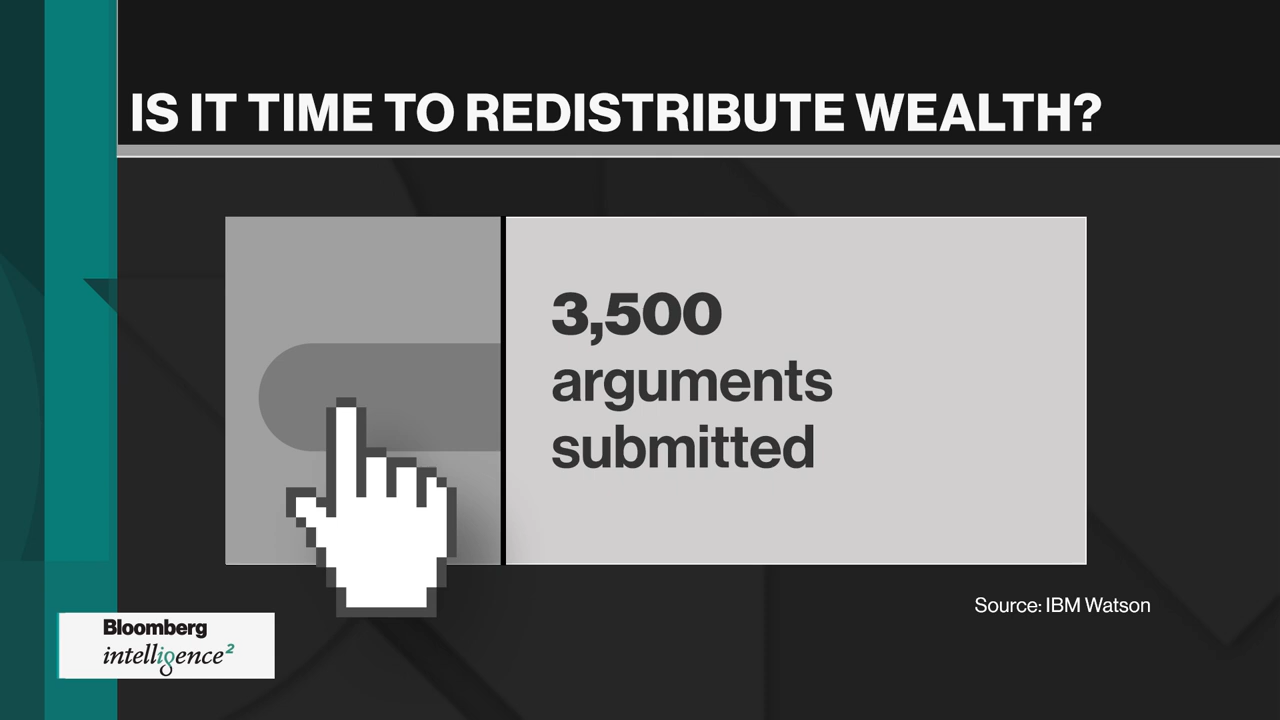 IS IT TIME TO REDISTRIBUTE WEALTH?
3,500
arguments
submitted
Source: IBM Watson
Bloomberg
intelligence²